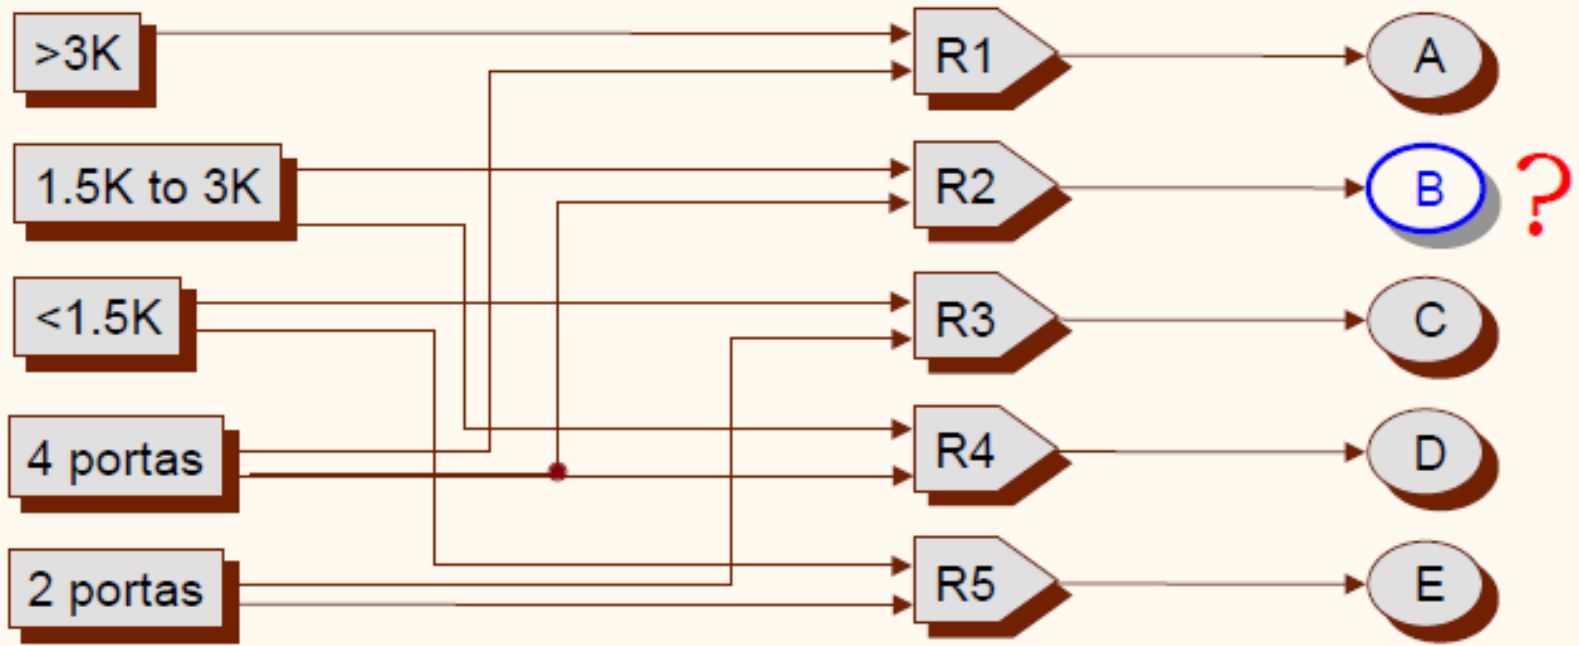 >3K
R1
A
1.5K to 3K
R2
B
?
<1.5K
R3
C
4 portas
R4
D
2 portas
R5
E